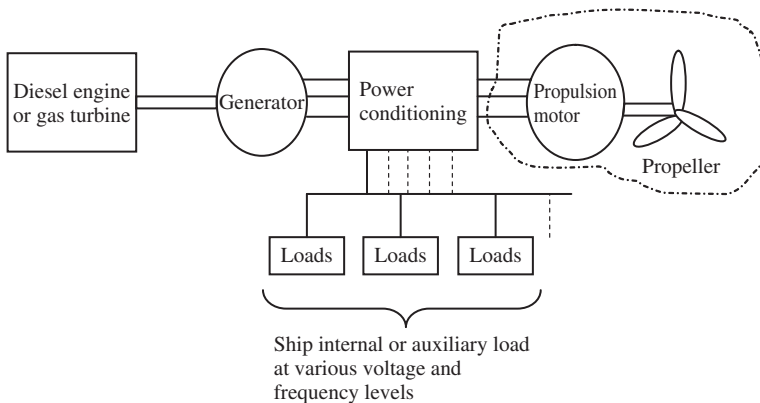 Diesel engine
or gas turbine
Generator
Power
conditioning
Propulsion
motor
Propeller
Loads
Loads
Loads
Ship internal or auxiliary load
at various voltage and
frequency levels